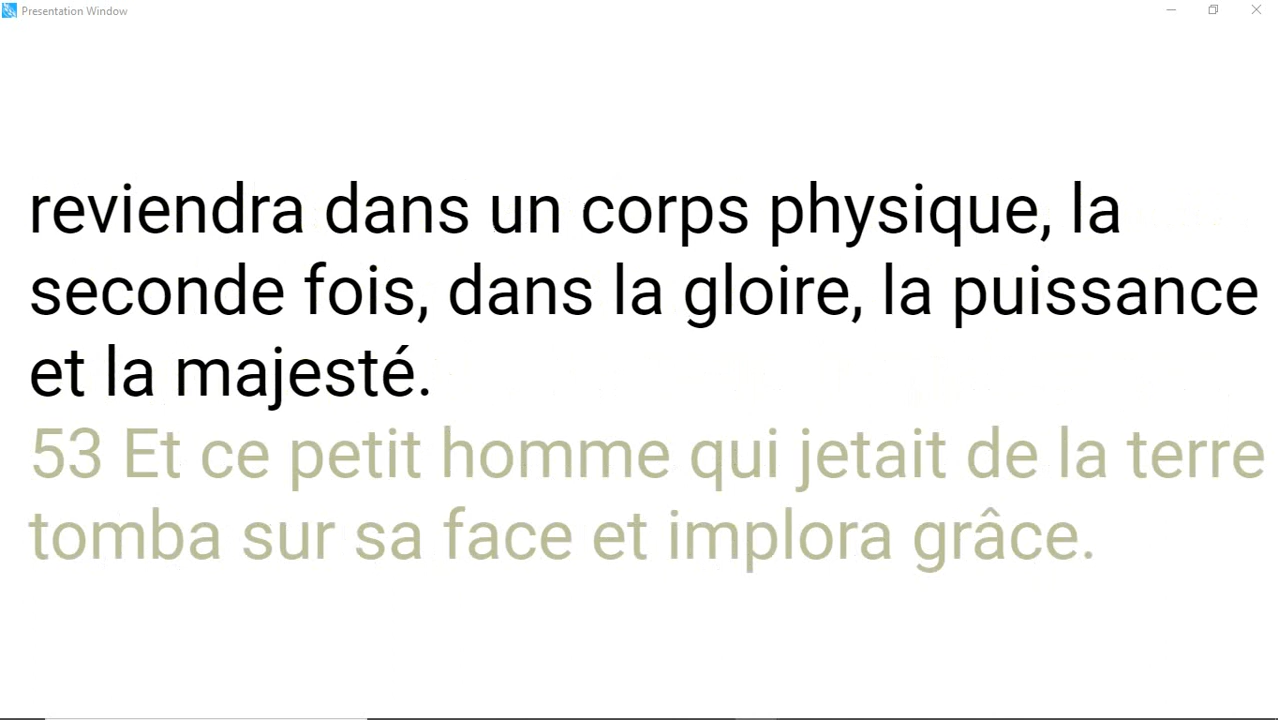 Presentation Window
reviendra dans un corps physique, la
seconde fois, dans la gloire, la puissance
et la majesté.
53 Et ce petit homme qui jetait de la terre
tomba sur sa face et implora grâce.